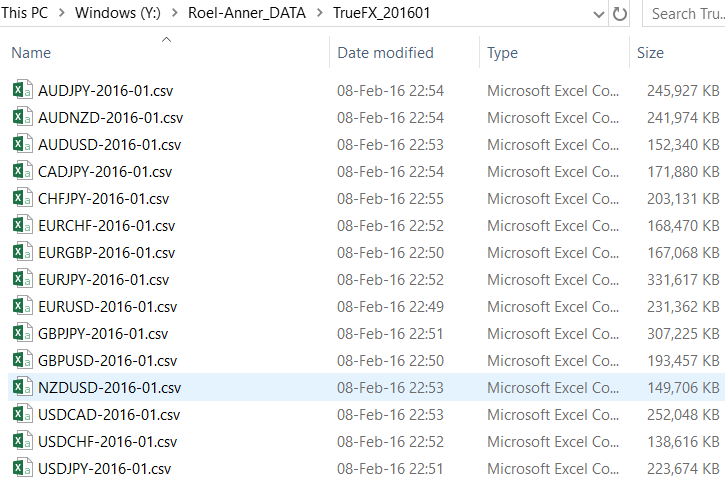 This PC > Windows (Y:) > Roel-Anner_DATA > TrueFX_201601 Search Tru...
Name Date modified Type Size
AUDJPY-2016-01.csv 08-Feb-16 22:54 Microsoft Excel Co... 245,927 KB
AUDNZD-2016-01.csv 08-Feb-16 22:54 Microsoft Excel Co... 241,974 KB
AUDUSD-2016-01.csv 08-Feb-16 22:53 Microsoft Excel Co... 152,340 KB
CADJPY-2016-01.csv 08-Feb-16 22:54 Microsoft Excel Co... 171,880 KB
CHFJPY-2016-01.csv 08-Feb-16 22:55 Microsoft Excel Co... 203,131 KB
EURCHF-2016-01.csv 08-Feb-16 22:52 Microsoft Excel Co... 168,470 KB
EURGBP-2016-01.csv 08-Feb-16 22:50 Microsoft Excel Co... 167,068 KB
EURJPY-2016-01.csv 08-Feb-16 22:52 Microsoft Excel Co... 331,617 KB
EURUSD-2016-01.csv 08-Feb-16 22:49 Microsoft Excel Co... 231,362 KB
GBPJPY-2016-01.csv 08-Feb-16 22:51 Microsoft Excel Co... 307,225 KB
GBPUSD-2016-01.csv 08-Feb-16 22:50 Microsoft Excel Co... 193,457 KB
NZDUSD-2016-01.csv 08-Feb-16 22:53 Microsoft Excel Co... 149,706 KB
USDCAD-2016-01.csv 08-Feb-16 22:53 Microsoft Excel Co... 252,048 KB
USDCHF-2016-01.csv 08-Feb-16 22:52 Microsoft Excel Co... 138,616 KB
USDJPY-2016-01.csv 08-Feb-16 22:51 Microsoft Excel Co... 223,674 KB